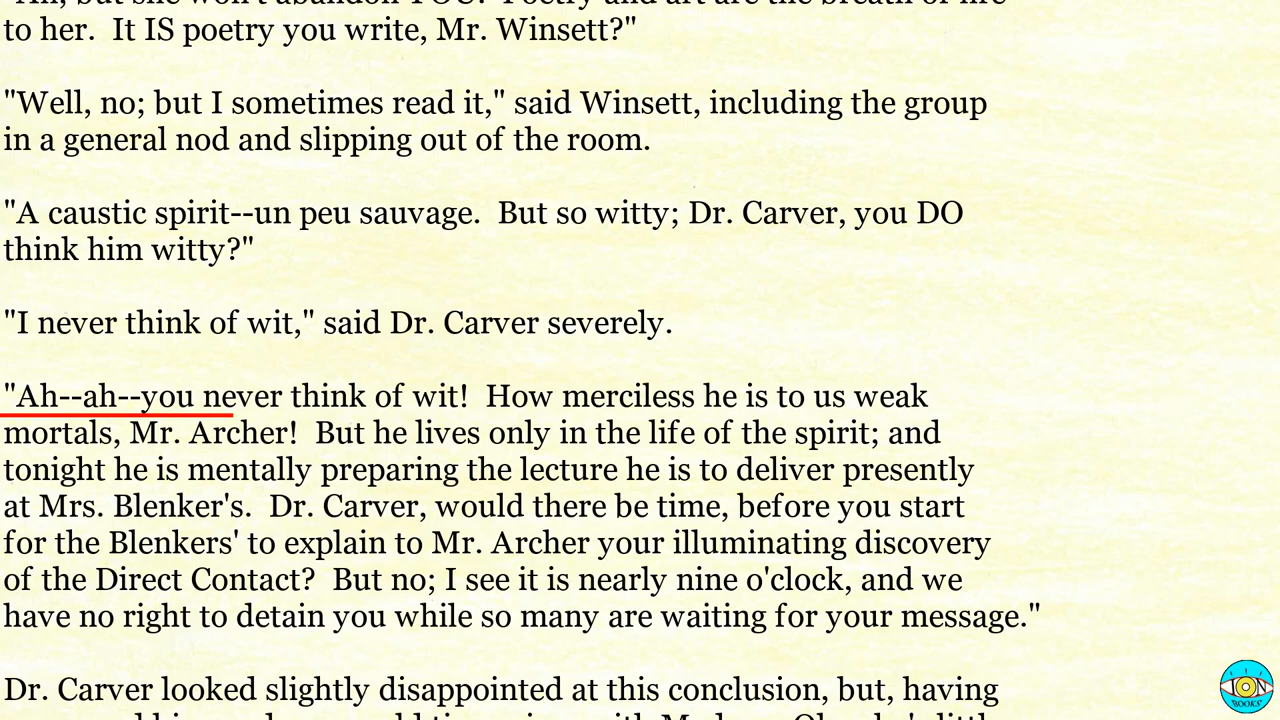 to her.  It IS poetry you write, Mr. Winsett?"
"Well, no; but I sometimes read it," said Winsett, including the group
in a general nod and slipping out of the room.
"A caustic spirit--un peu sauvage.  But so witty; Dr. Carver, you DO
think him witty?"
"I never think of wit," said Dr. Carver severely.
"Ah--ah--you never think of wit!  How merciless he is to us weak
mortals, Mr. Archer!  But he lives only in the life of the spirit; and
tonight he is mentally preparing the lecture he is to deliver presently
at Mrs. Blenker's.  Dr. Carver, would there be time, before you start
for the Blenkers' to explain to Mr. Archer your illuminating discovery
of the Direct Contact?  But no; I see it is nearly nine o'clock, and we
have no right to detain you while so many are waiting for your message."
Dr. Carver looked slightly disappointed at this conclusion, but, having
ION
BOOKS